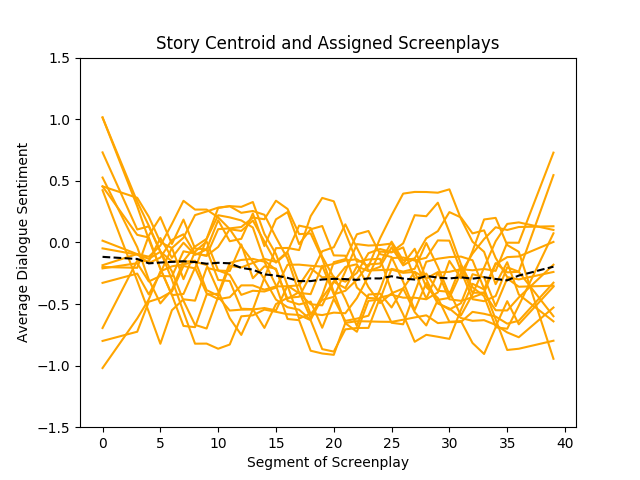 Story Centroid and Assigned Screenplays
1.5
1.0
0.5
0.0
−0.5
−1.0
−1.5
Average Dialogue Sentiment
0 5 10 15 20 25 30 35 40
Segment of Screenplay